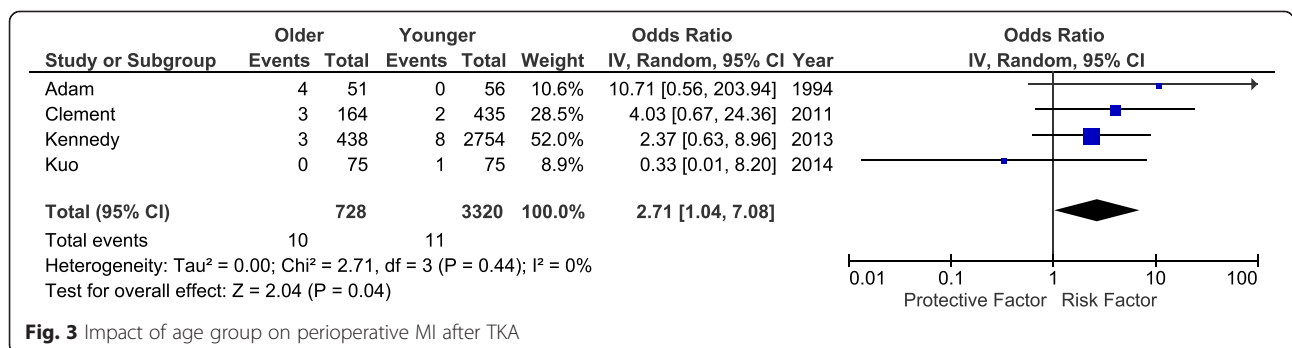 Older Younger Odds Ratio Odds Ratio
Study or Subgroup Events Total Events Total Weight IV, Random, 95% CI Year IV, Random, 95% CI
Adam 4 51 0 56 10.6% 10.71 [0.56, 203.94] 1994
Clement 3 164 2 435 28.5% 4.03 [0.67, 24.36] 2011
Kennedy 3 438 8 2754 52.0% 2.37 [0.63, 8.96] 2013
Kuo 0 75 1 75 8.9% 0.33 [0.01, 8.20] 2014
Total (95% CI) 728 3320 100.0% 2.71 [1.04, 7.08]
Total events 10 11
Heterogeneity: Tau² = 0.00; Chi² = 2.71, df = 3 (P = 0.44); I² = 0%
Test for overall effect: Z = 2.04 (P = 0.04)
0.01 0.1 1 10 100
Protective Factor Risk Factor
Fig. 3 Impact of age group on perioperative MI after TKA